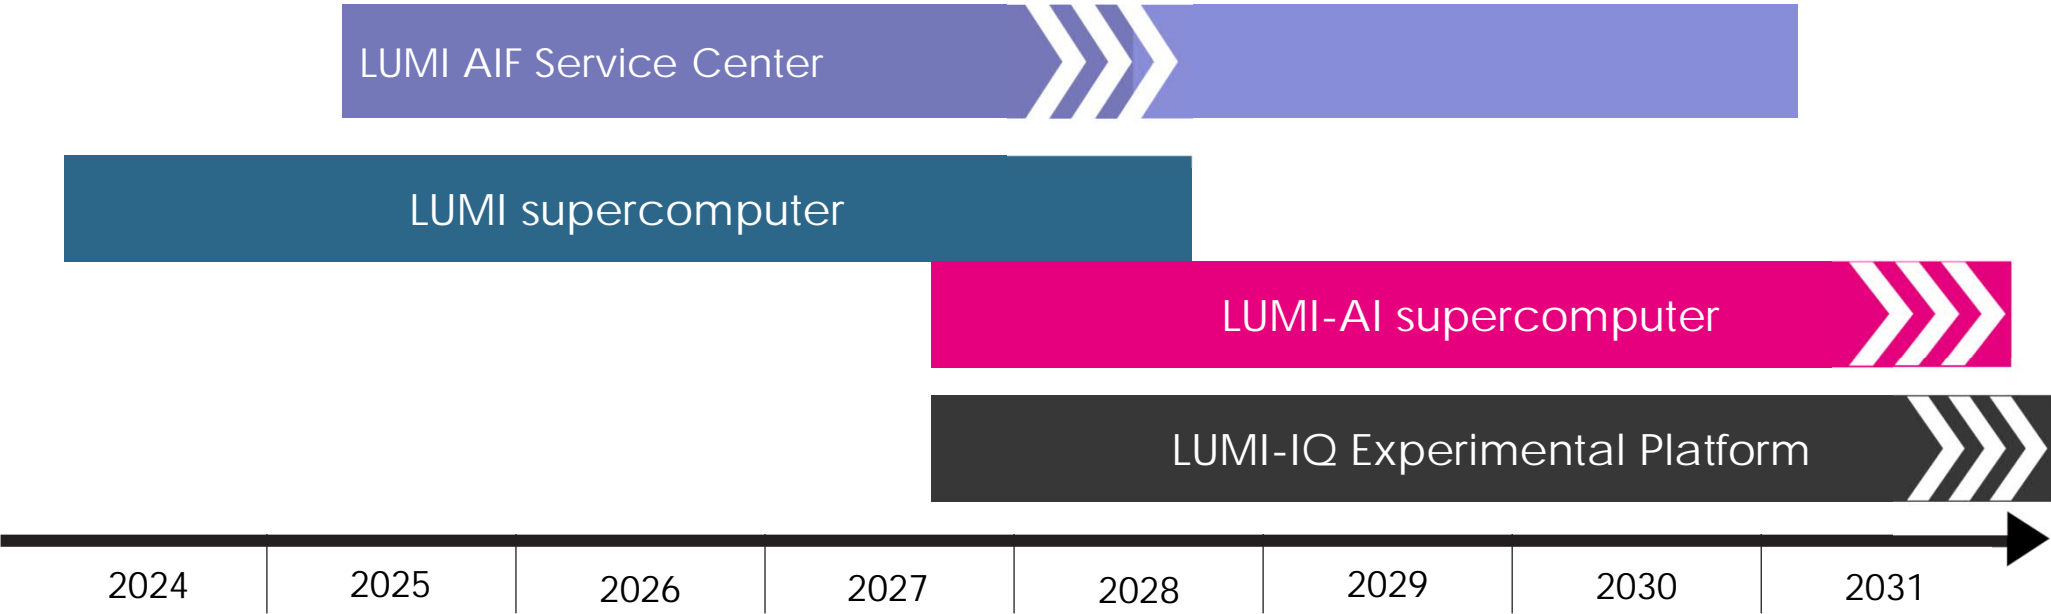 LUMI AIF Service Center
LUMI supercomputer
LUMI-AI supercomputer
LUMI-IQ Experimental Platform
2024 2025 2026 2027 2028 2029 2030 2031